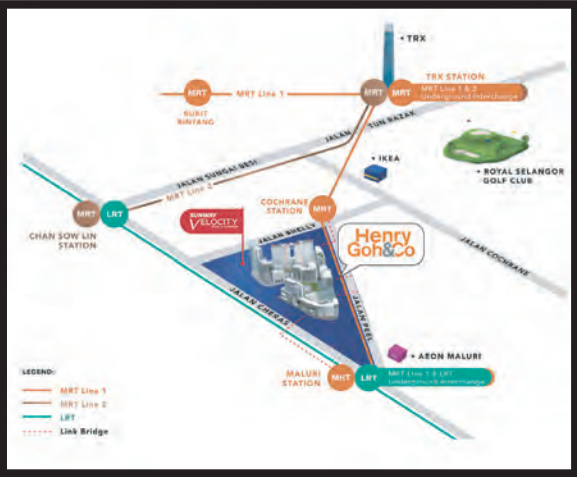 TRX
TRX STATION
MRT
MRT
MRT Line 1 & 2
Underground Interchange
MRT
MRT Line 1
BUKIT
BINTANG
JALAN TUN RAZAK
IKEA
ROYAL SELANGOR
GOLF CLUB
JALAN SUNGAI BESI
MRT Line 2
COCHRANE
STATION
MRT
MRT
LRT
CHAN SOW LIN
STATION
SUNWAY
VELOCITY
JALAN SHELLY
Henry
Goh&Co
JALAN COCHRANE
JALAN CHERAS
JALAN PEEL
AEON MALURI
MALURI
STATION
MRT
LRT
MRT Line 1 & LRT
Underground Interchange
LEGEND:
MRT Line 1
MRT Line 2
LRT
Link Bridge